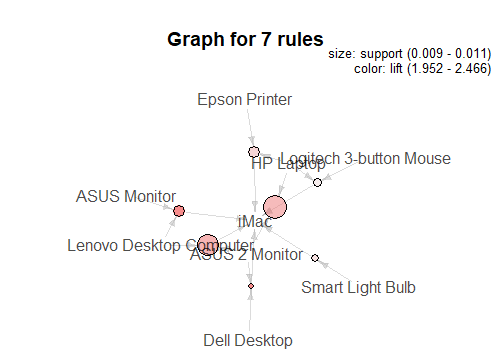 Graph for 7 rules
size: support (0.009 - 0.011)
color: lift (1.952 - 2.466)
Epson Printer
HP Laptop
Logitech 3-button Mouse
ASUS Monitor
iMac
Lenovo Desktop Computer
ASUS 2 Monitor
Smart Light Bulb
Dell Desktop